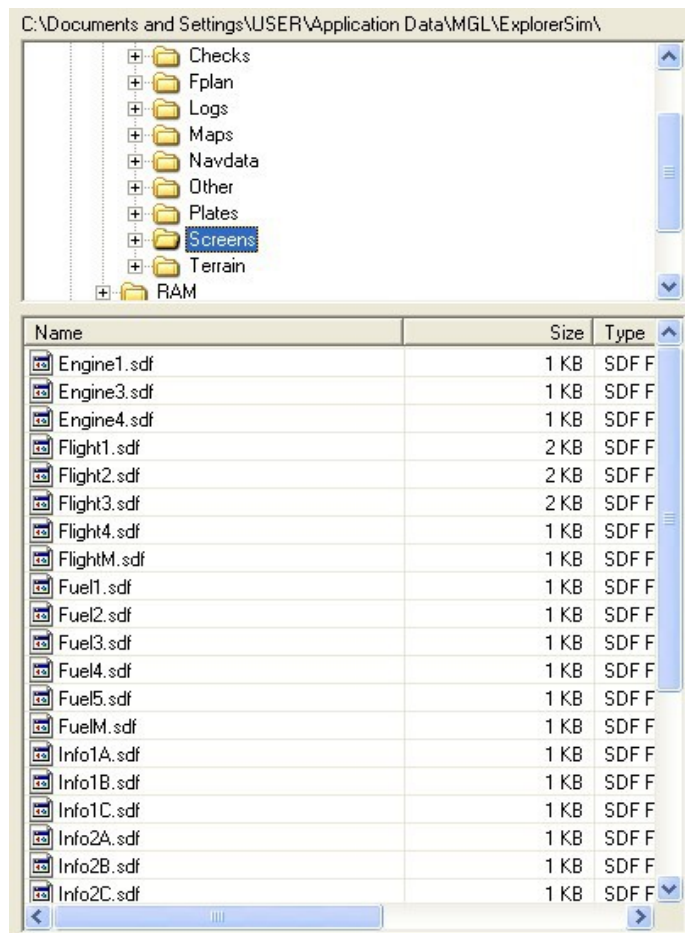 C:\Documents and Settings\USER\Application Data\MGL\ExplorerSim\
Checks
Fplan
Logs
Maps
Navdata
Other
Plates
Screens
Terrain
RAM
Name Size Type
Engine1.sdf 1 KB SDF F
Engine3.sdf 1 KB SDF F
Engine4.sdf 1 KB SDF F
Flight1.sdf 2 KB SDF F
Flight2.sdf 2 KB SDF F
Flight3.sdf 2 KB SDF F
Flight4.sdf 1 KB SDF F
FlightM.sdf 1 KB SDF F
Fuel1.sdf 1 KB SDF F
Fuel2.sdf 1 KB SDF F
Fuel3.sdf 1 KB SDF F
Fuel4.sdf 1 KB SDF F
Fuel5.sdf 1 KB SDF F
FuelM.sdf 1 KB SDF F
Info1A.sdf 1 KB SDF F
Info1B.sdf 1 KB SDF F
Info1C.sdf 1 KB SDF F
Info2A.sdf 1 KB SDF F
Info2B.sdf 1 KB SDF F
Info2C.sdf 1 KB SDF F